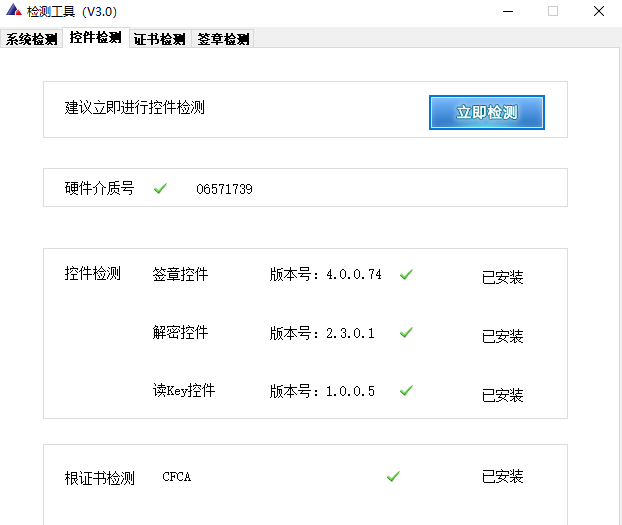 检测工具（V3.0）
系统检测 控件检测 证书检测 签章检测
建议立即进行控件检测 立即检测
硬件介质号 06571739
控件检测 签章控件 版本号：4.0.0.74 已安装
解密控件 版本号：2.3.0.1 已安装
读Key控件 版本号：1.0.0.5 已安装
根证书检测 CFCA 已安装